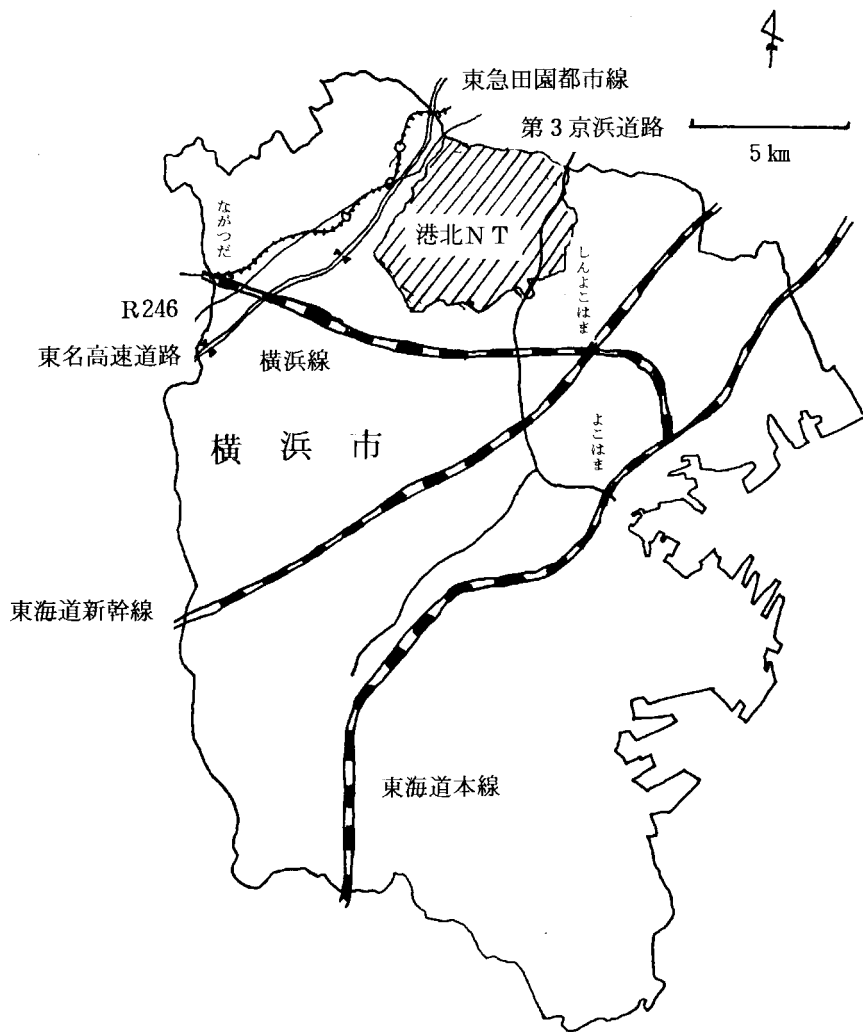 東急田園都市線
第3京浜道路
5km
ながつだ
港北NT
しんよこはま
R246
東名高速道路
横浜線
よこはま
横浜市
東海道新幹線
東海道本線